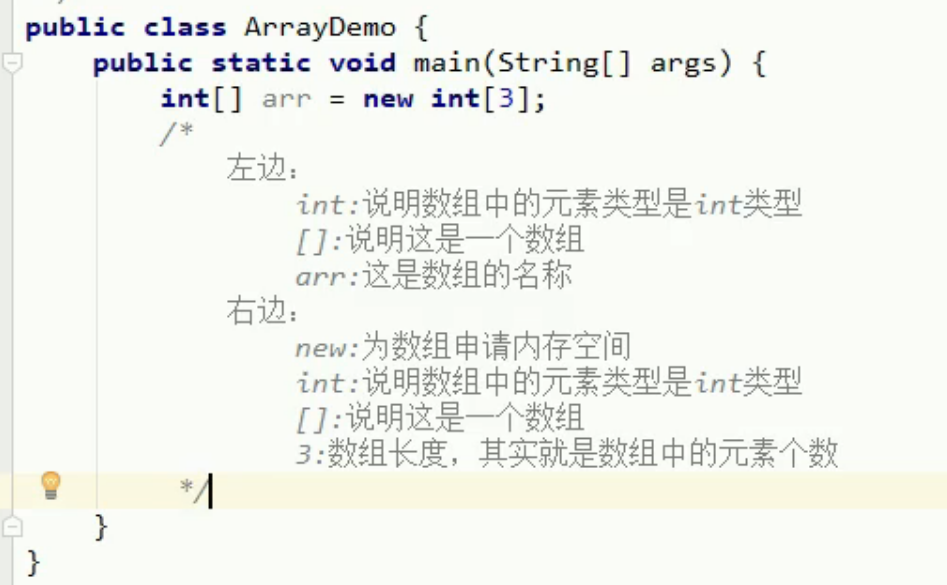 public class ArrayDemo {
public static void main(String[] args) {
int[] arr = new int[3];
/*
左边：
int:说明数组中的元素类型是int类型
[]:说明这是一个数组
arr:这是数组的名称
右边：
new:为数组申请内存空间
int:说明数组中的元素类型是int类型
[]:说明这是一个数组
3:数组长度，其实就是数组中的元素个数
*/
}
}